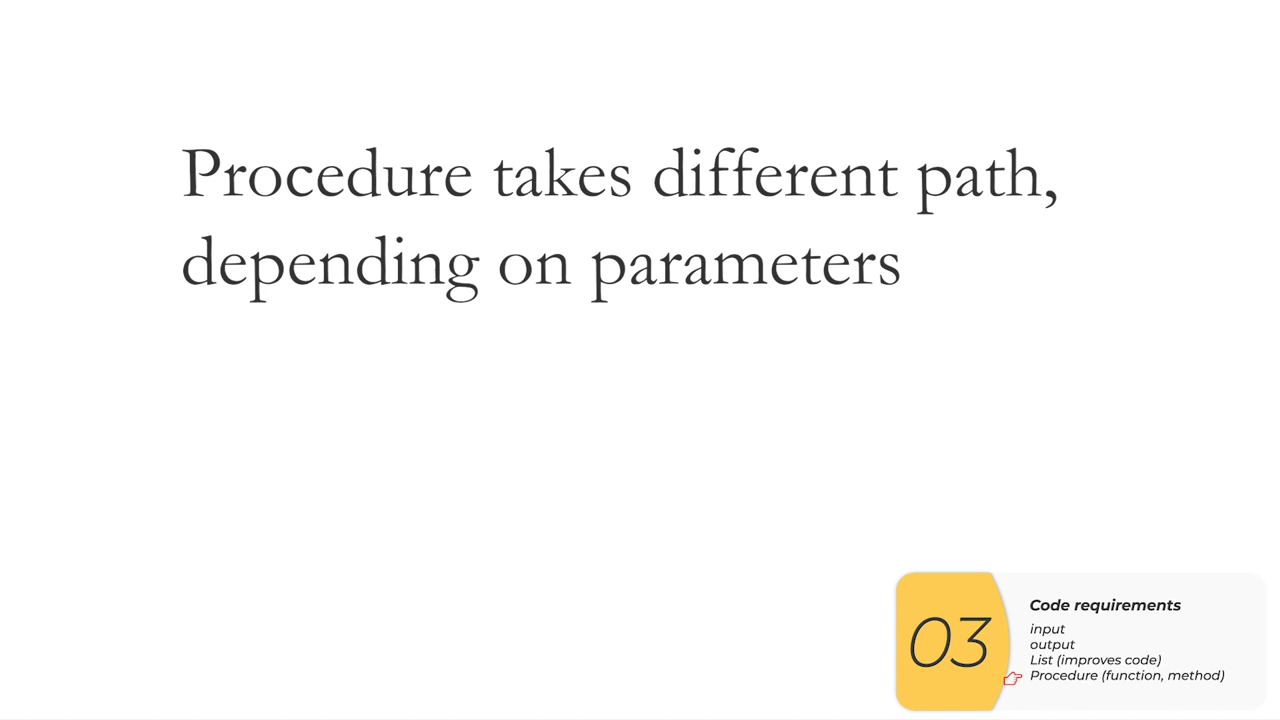 Procedure takes different path,
depending on parameters
03
Code requirements
input
output
List (improves code)
Procedure (function, method)